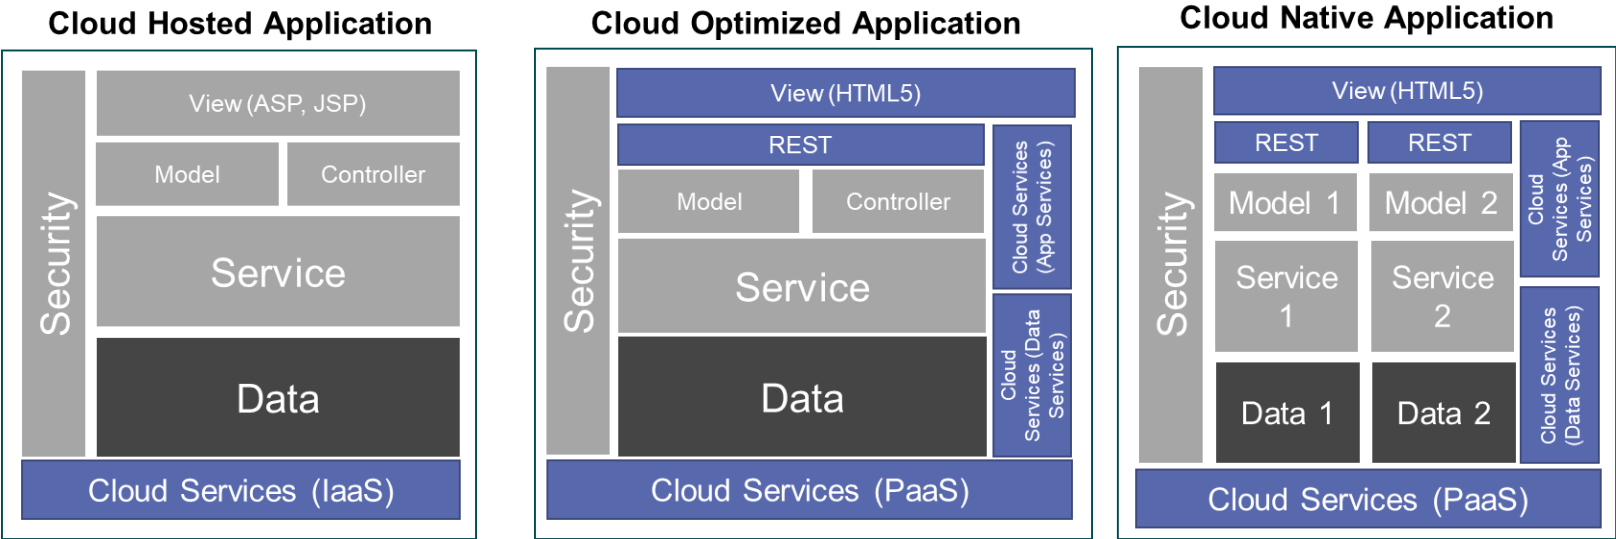 Cloud Hosted Application
Security
View (ASP, JSP)
Model
Controller
Service
Data
Cloud Services (IaaS)
Cloud Optimized Application
Security
View (HTML5)
REST
Model
Controller
Service
Data
Cloud Services
(App Services)
Cloud
Services (Data
Services)
Cloud Services (PaaS)
Cloud Native Application
Security
View (HTML5)
REST
REST
Model 1
Model 2
Service
1
Service
2
Data 1
Data 2
Cloud
Services (App
Services)
Cloud Services
(Data Services)
Cloud Services (PaaS)